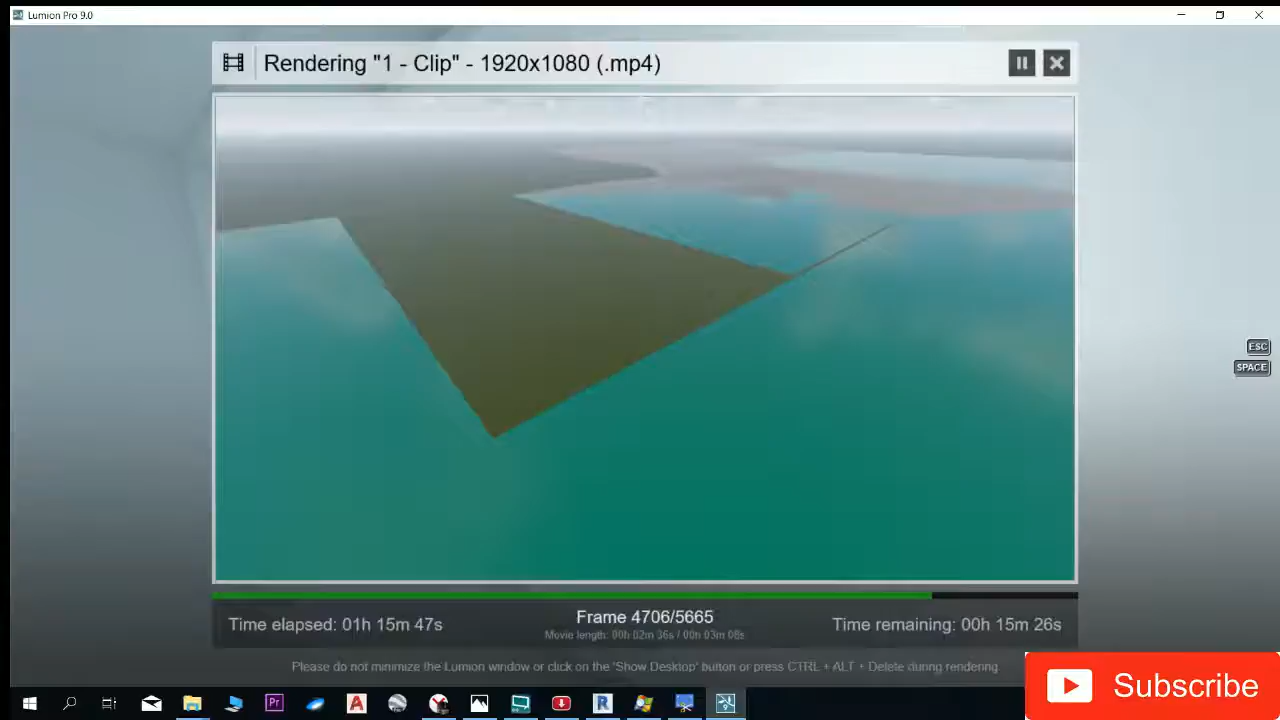 Lumion Pro 9.0
Rendering "1 - Clip" - 1920x1080 (.mp4)
ESC
SPACE
Time elapsed: 01h 15m 47s
Frame 4706/5665
Movie length: 00h 02m 36s / 00h 03m 08s
Time remaining: 00h 15m 26s
Please do not minimize the Lumion window or click on the 'Show Desktop' button or press CTRL + ALT + Delete during rendering
Subscribe
Pr
A
R